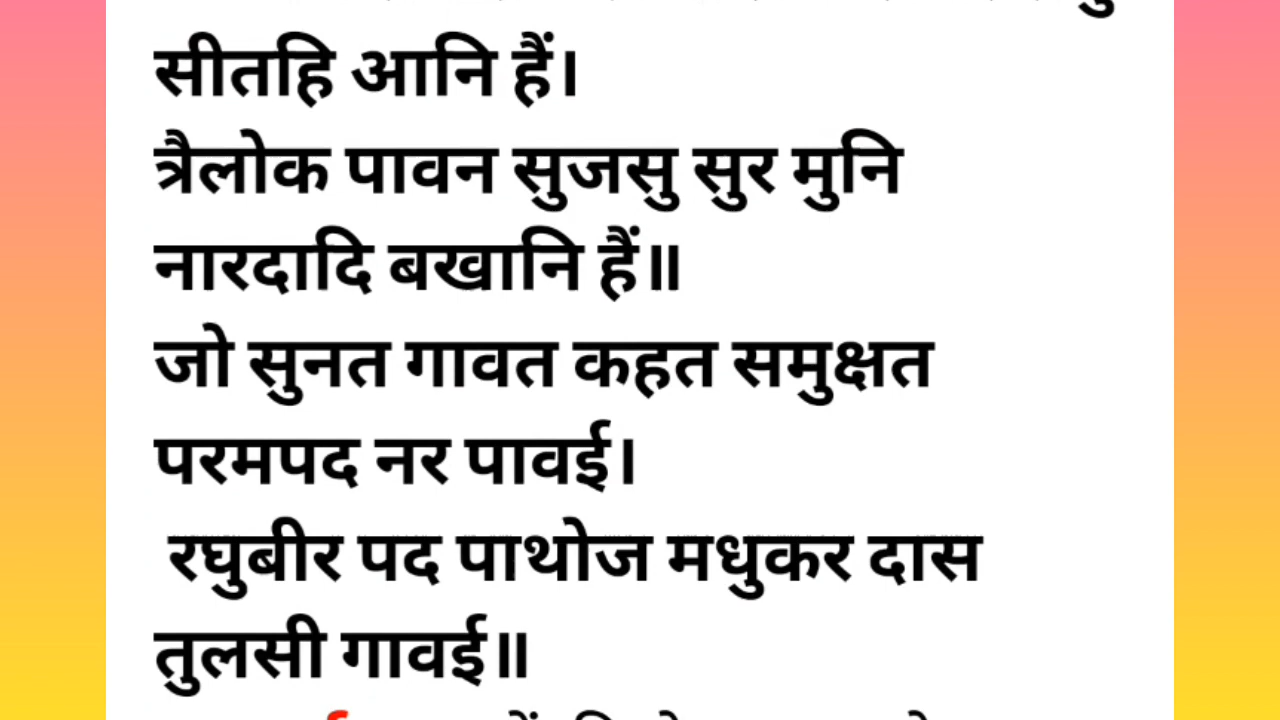 सीतहि आनि हैं।
त्रैलोक पावन सुजसु सुर मुनि
नारदादि बखानि हैं॥
जो सुनत गावत कहत समुक्षत
परमपद नर पावई।
रघुबीर पद पाथोज मधुकर दास
तुलसी गावई॥